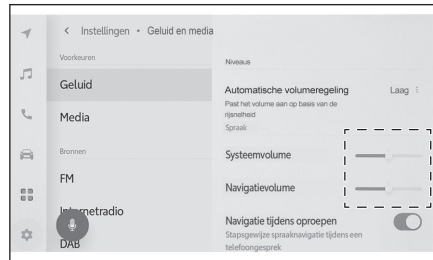 Instellingen • Geluid en media
Voorkeuren
Geluid
Media
Bronnen
FM
Internetradio
DAB
Niveaus
Automatische volumeregeling
Laag
Past het volume aan op basis van de
rijsnelheid
Spraak
Systeemvolume
Navigatievolume
Navigatie tijdens oproepen
Stapsgewijze spraaknavigatie tijdens een
telefoongesprek